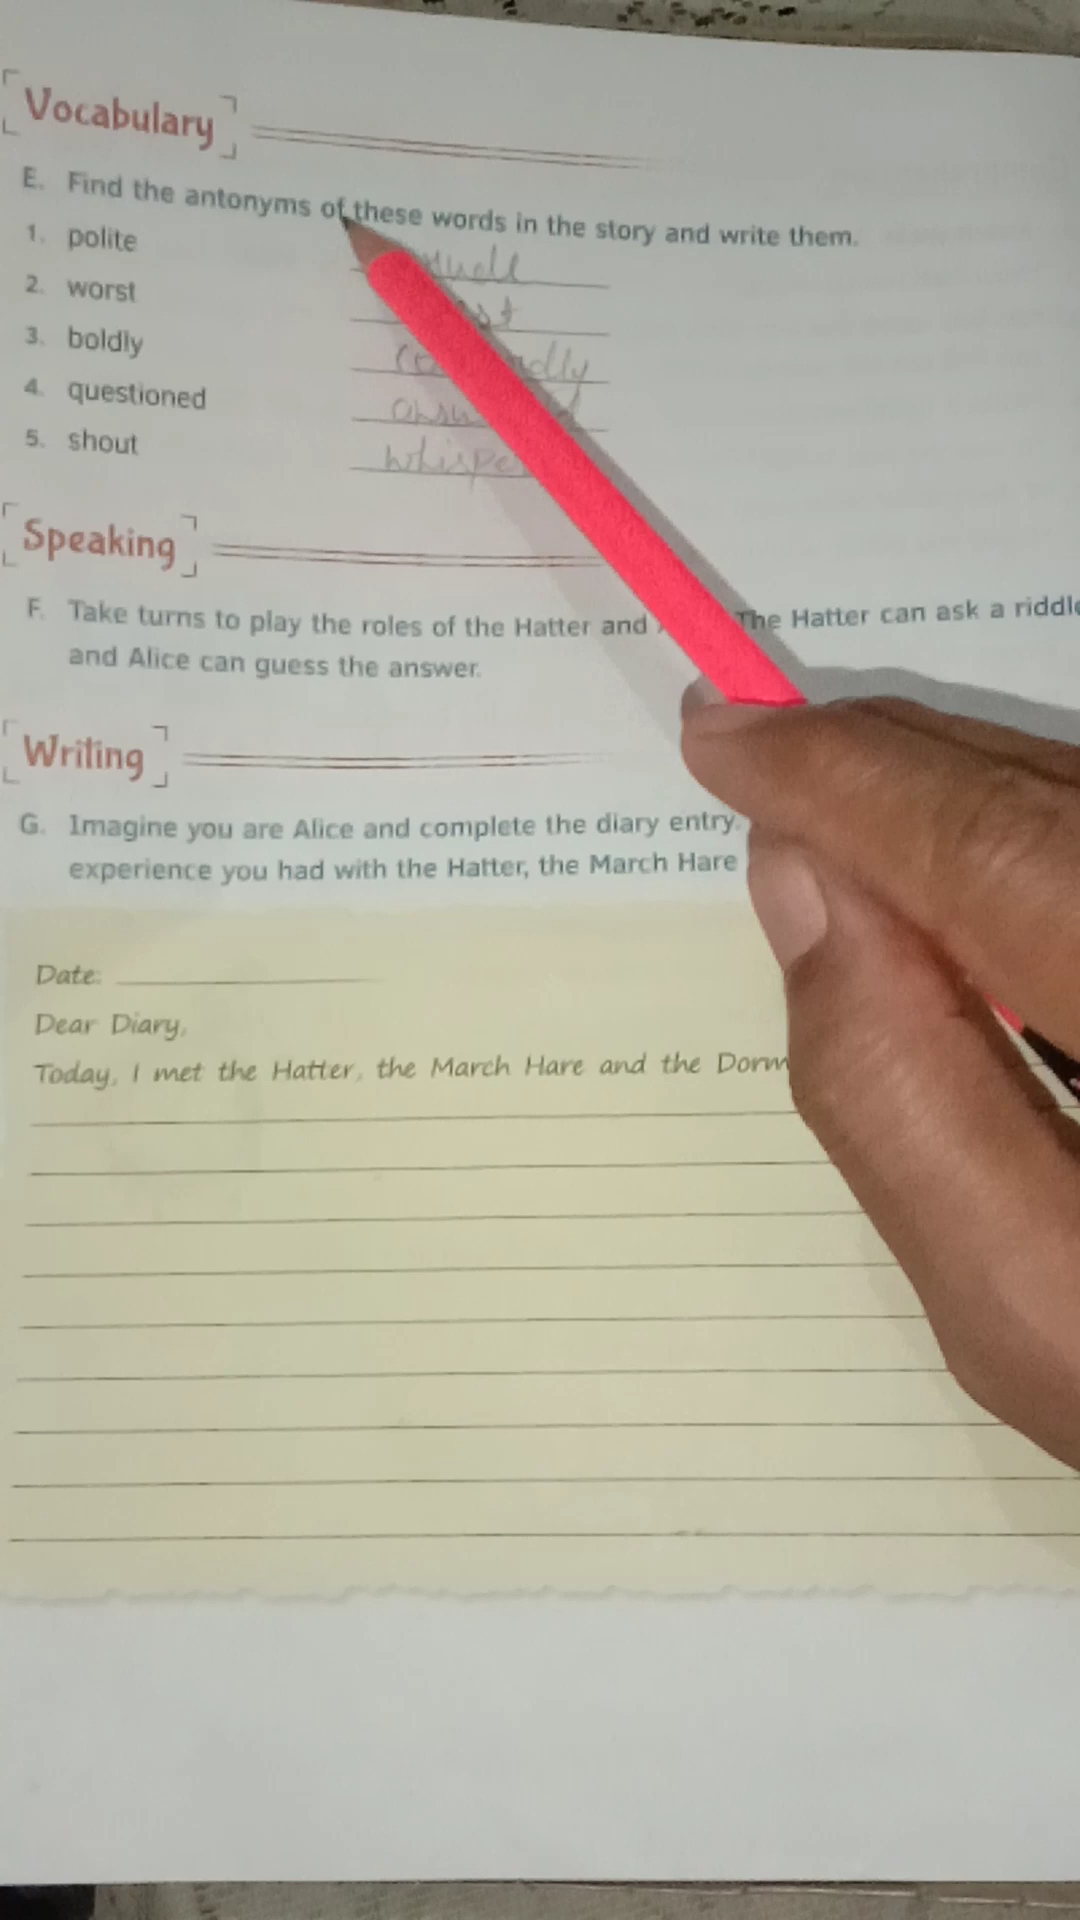 Vocabulary
E. Find the antonyms of these words in the story and write them.
1. polite
2. worst
3. boldly
4. questioned
5. shout
Speaking
F. Take turns to play the roles of the Hatter and The Hatter can ask a riddle
and Alice can guess the answer.
Writing
G. Imagine you are Alice and complete the diary entry.
experience you had with the Hatter, the March Hare
Date:
Dear Diary,
Today, I met the Hatter, the March Hare and the